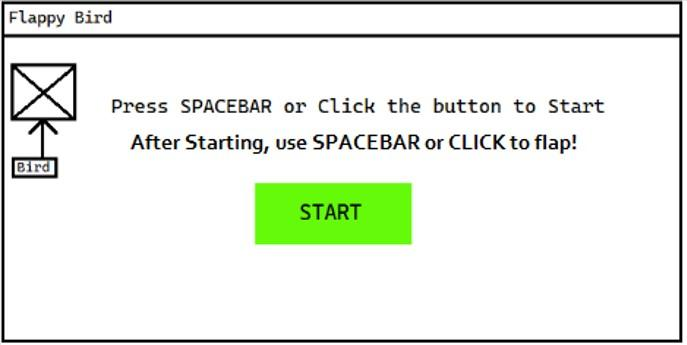 Flappy Bird
Press SPACEBAR or Click the button to Start
After Starting, use SPACEBAR or CLICK to flap!
Bird
START